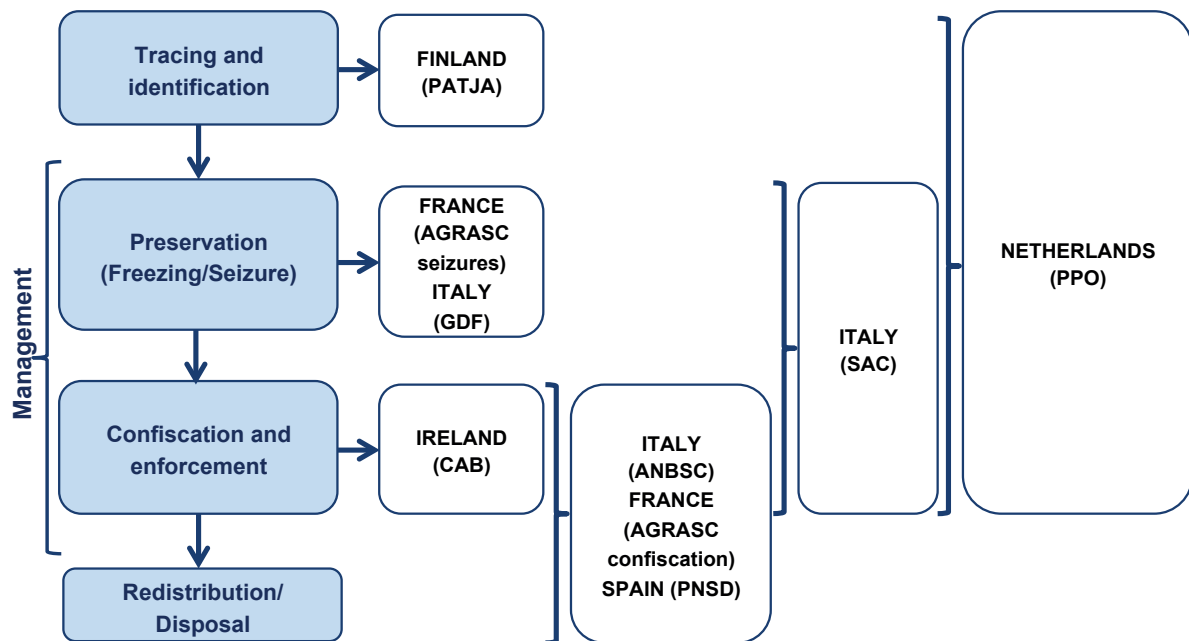 Tracing and
identification
FINLAND
(PATJA)
Management
Preservation
(Freezing/Seizure)
FRANCE
(AGRASC
seizures)
ITALY
(GDF)
Confiscation and
enforcement
IRELAND
(CAB)
ITALY
(ANBSC)
FRANCE
(AGRASC
confiscation)
SPAIN (PNSD)
ITALY
(SAC)
NETHERLANDS
(PPO)
Redistribution/
Disposal